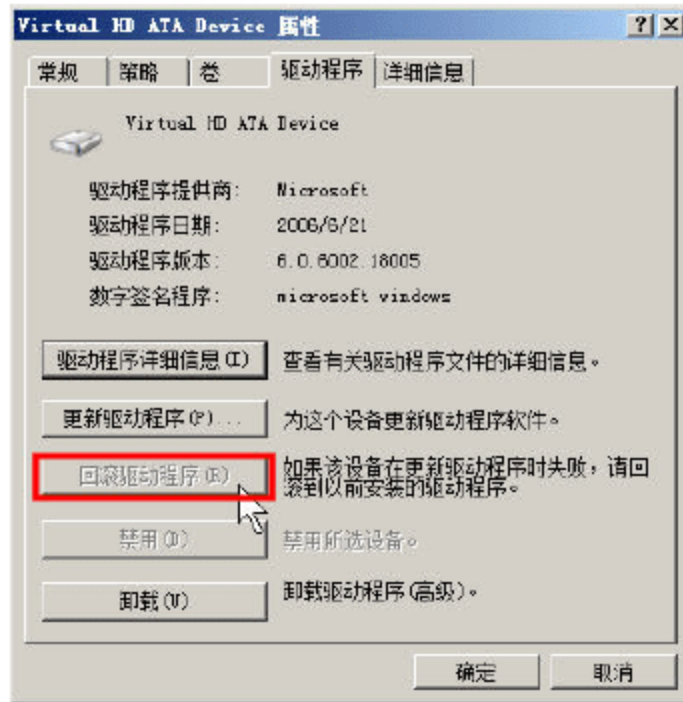 Virtual HD ATA Device 属性
常规 策略 卷 驱动程序 详细信息
Virtual HD ATA Device
驱动程序提供商: Microsoft
驱动程序日期: 2006/6/21
驱动程序版本: 6.0.6002.18005
数字签名程序: microsoft windows
驱动程序详细信息(I) 查看有关驱动程序文件的详细信息。
更新驱动程序(P)... 为这个设备更新驱动程序软件。
回滚驱动程序(R) 如果该设备在更新驱动程序时失败，请回
滚到以前安装的驱动程序。
禁用(D) 禁用所选设备。
卸载(U) 卸载驱动程序(高级)。
确定 取消